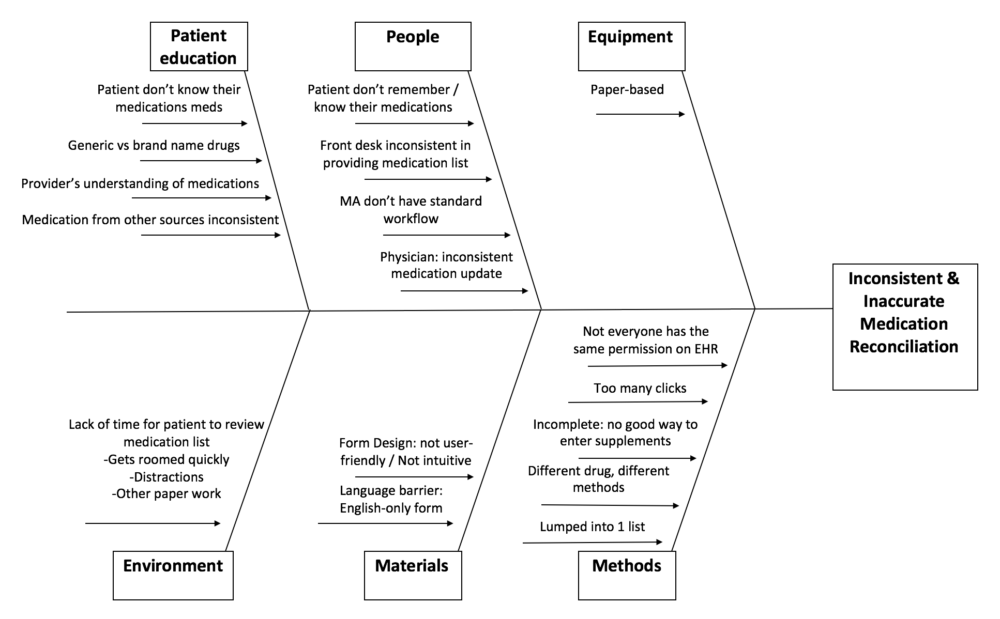 Patient
education
People
Equipment
Patient don’t know their
medications meds
Generic vs brand name drugs
Provider’s understanding of medications
Medication from other sources inconsistent
Patient don’t remember /
know their medications
Front desk inconsistent in
providing medication list
MA don’t have standard
workflow
Physician: inconsistent
medication update
Paper-based
Inconsistent &
Inaccurate
Medication
Reconciliation
Lack of time for patient to review
medication list
-Gets roomed quickly
-Distractions
-Other paper work
Form Design: not user-
friendly / Not intuitive
Language barrier:
English-only form
Not everyone has the
same permission on EHR
Too many clicks
Incomplete: no good way to
enter supplements
Different drug, different
methods
Lumped into 1 list
Environment
Materials
Methods